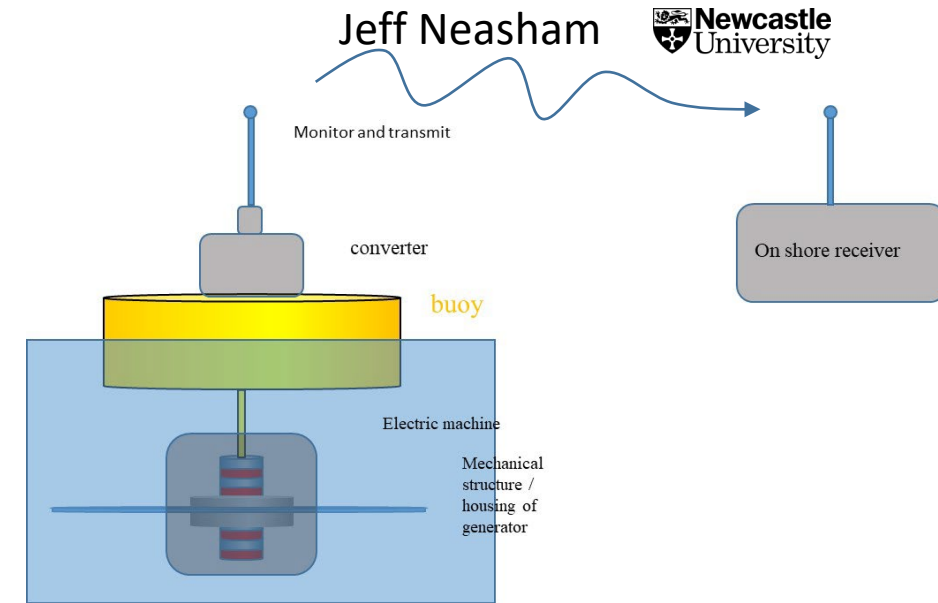 Jeff Neasham
Newcastle
University
Monitor and transmit
converter
On shore receiver
buoy
Electric machine
Mechanical
structure /
housing of
generator